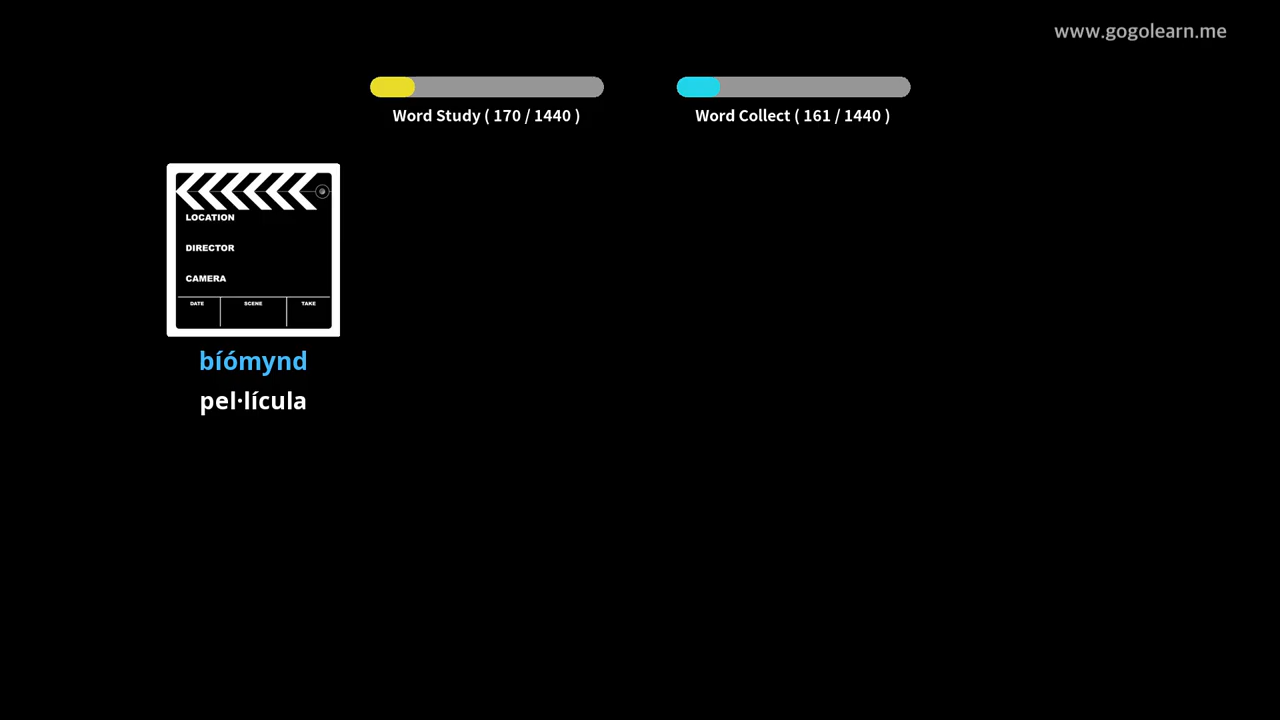 www.gogolearn.me
Word Study ( 170 / 1440 )
Word Collect ( 161 / 1440 )
LOCATION
DIRECTOR
CAMERA
DATE
SCENE
TAKE
bíómynd
pel·lícula